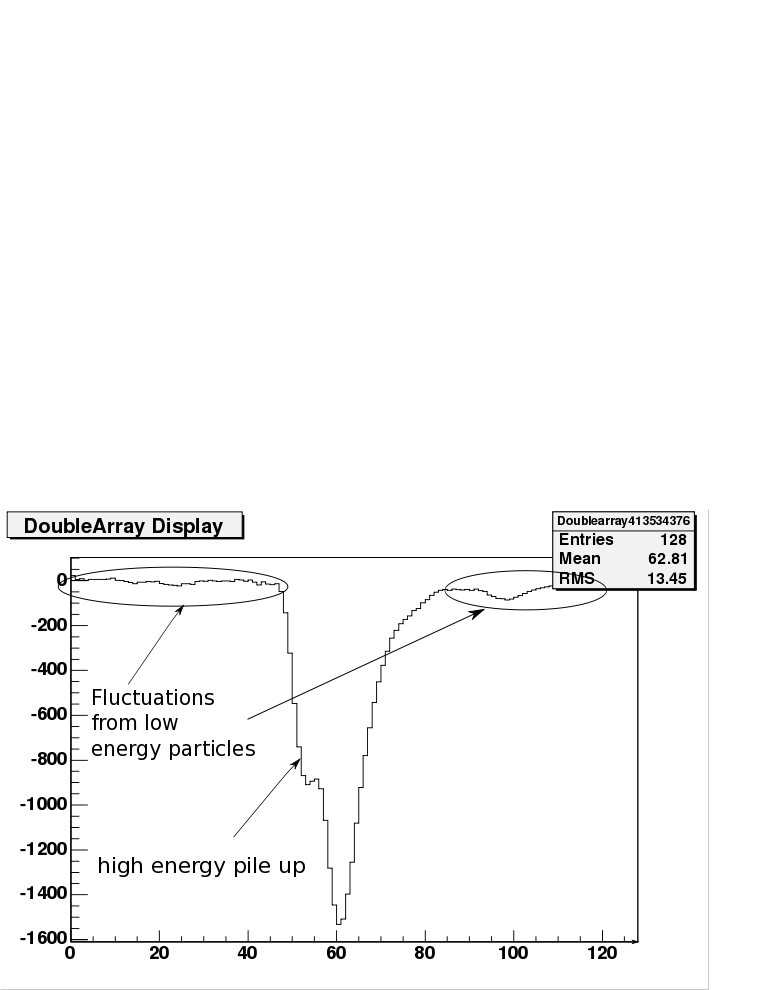 DoubleArray Display
Doublearray413534376
Entries 128
Mean 62.81
RMS 13.45
0
-200
-400
-600
-800
-1000
-1200
-1400
-1600
Fluctuations
from low
energy particles
high energy pile up
0 20 40 60 80 100 120